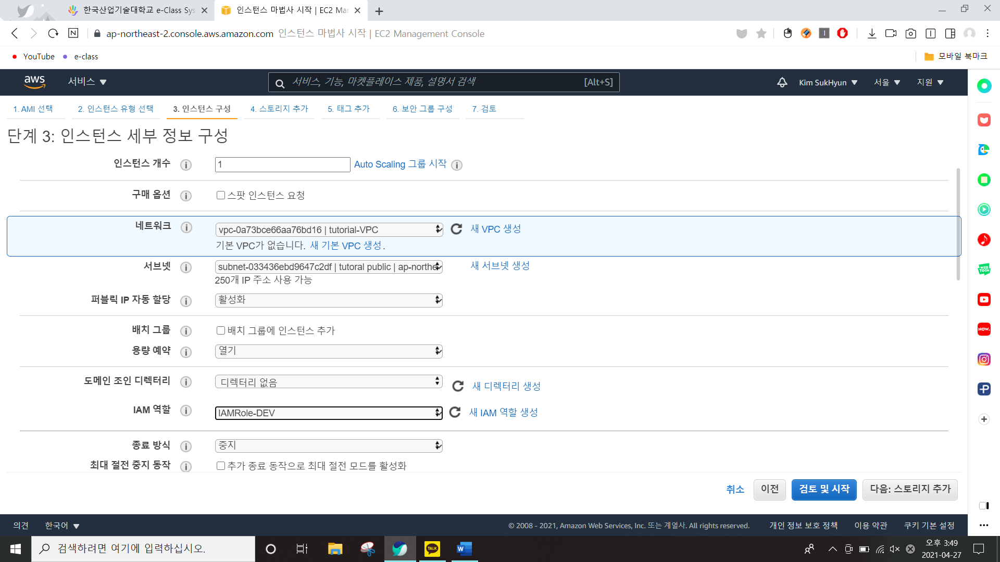 한국산업기술대학교 e-Class Sys
인스턴스 마법사 시작 | EC2 Mar
ap-northeast-2.console.aws.amazon.com 인스턴스 마법사 시작 | EC2 Management Console
YouTube
e-class
모바일 북마크
aws
서비스
서비스, 기능, 마켓플레이스 제품, 설명서 검색
[Alt+S]
Kim SukHyun
서울
지원
1. AMI 선택
2. 인스턴스 유형 선택
3. 인스턴스 구성
4. 스토리지 추가
5. 태그 추가
6. 보안 그룹 구성
7. 검토
단계 3: 인스턴스 세부 정보 구성
인스턴스 개수
1
Auto Scaling 그룹 시작
구매 옵션
스팟 인스턴스 요청
네트워크
vpc-0a73bce66aa76bd16 | tutorial-VPC
새 VPC 생성
기본 VPC가 없습니다. 새 기본 VPC 생성.
서브넷
subnet-033436ebd9647c2df | tutoral public | ap-northe
새 서브넷 생성
250개 IP 주소 사용 가능
퍼블릭 IP 자동 할당
활성화
배치 그룹
배치 그룹에 인스턴스 추가
용량 예약
열기
도메인 조인 디렉터리
디렉터리 없음
새 디렉터리 생성
IAM 역할
IAMRole-DEV
새 IAM 역할 생성
종료 방식
중지
최대 절전 중지 동작
추가 종료 동작으로 최대 절전 모드를 활성화
취소
이전
검토 및 시작
다음: 스토리지 추가
의견
한국어
© 2008 - 2021, Amazon Web Services, Inc. 또는 계열사. All rights reserved.
개인 정보 보호 정책
이용 약관
쿠키 기본 설정
WEB
TOON
NOW.
검색하려면 여기에 입력하십시오.
TALK
W
오후 3:49
2021-04-27